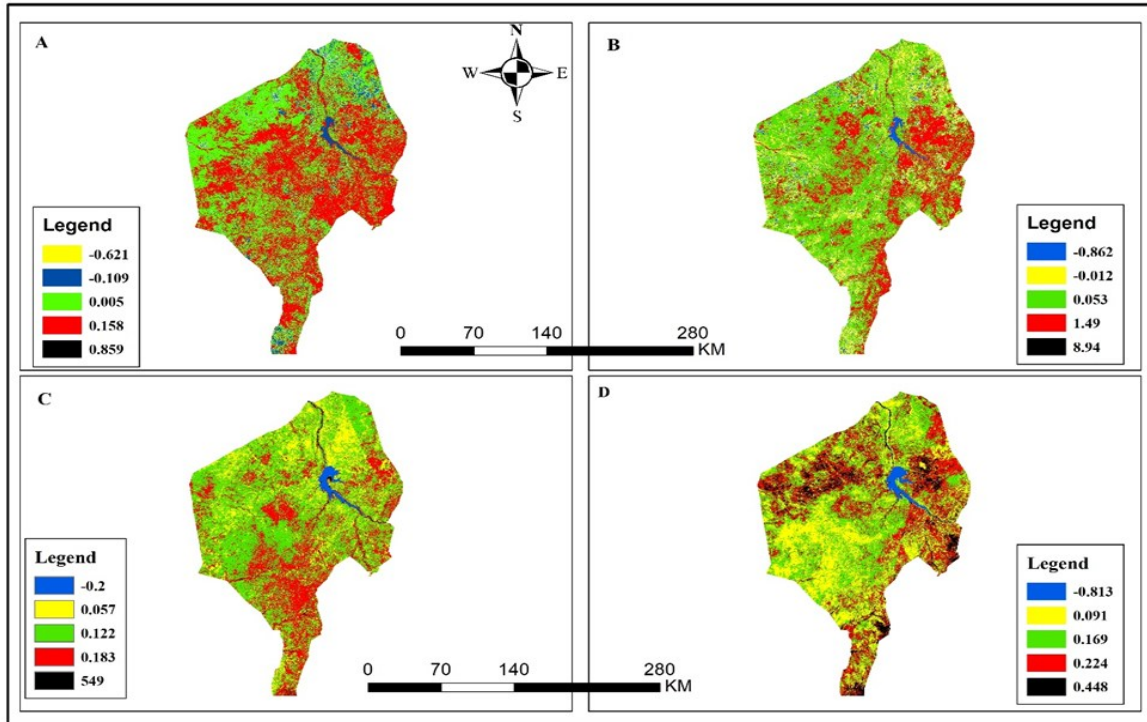 A
N
W E
S
B
Legend
-0.621
-0.109
0.005
0.158
0.859
Legend
-0.862
-0.012
0.053
1.49
8.94
0 70 140 280
KM
C
D
Legend
-0.2
0.057
0.122
0.183
549
Legend
-0.813
0.091
0.169
0.224
0.448
0 70 140 280
KM